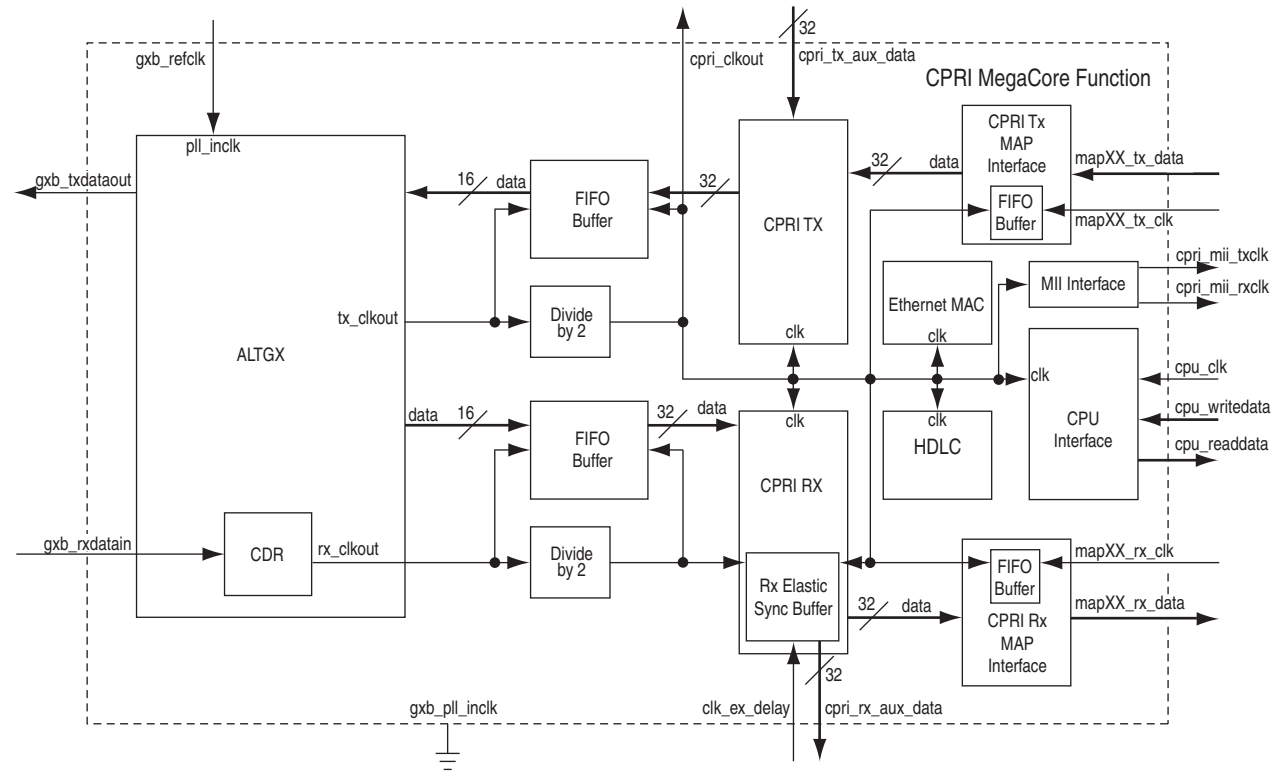 gxb_refclk
cpri_clkout
32
cpri_tx_aux_data
CPRI MegaCore Function
pll_inclk
gxb_txdataout
16
data
FIFO
Buffer
32
CPRI TX
32
data
CPRI Tx
MAP
Interface
FIFO
Buffer
mapXX_tx_data
mapXX_tx_clk
cpri_mii_txclk
cpri_mii_rxclk
MII Interface
Ethernet MAC
clk
tx_clkout
Divide
by 2
clk
ALTGX
clk
cpu_clk
cpu_writedata
cpu_readdata
CPU
Interface
data
16
FIFO
Buffer
32
data
clk
CPRI RX
clk
HDLC
gxb_rxdatain
CDR
rx_clkout
Divide
by 2
Rx Elastic
Sync Buffer
32
data
FIFO
Buffer
CPRI Rx
MAP
Interface
mapXX_rx_clk
mapXX_rx_data
32
gxb_pll_inclk
clk_ex_delay
cpri_rx_aux_data